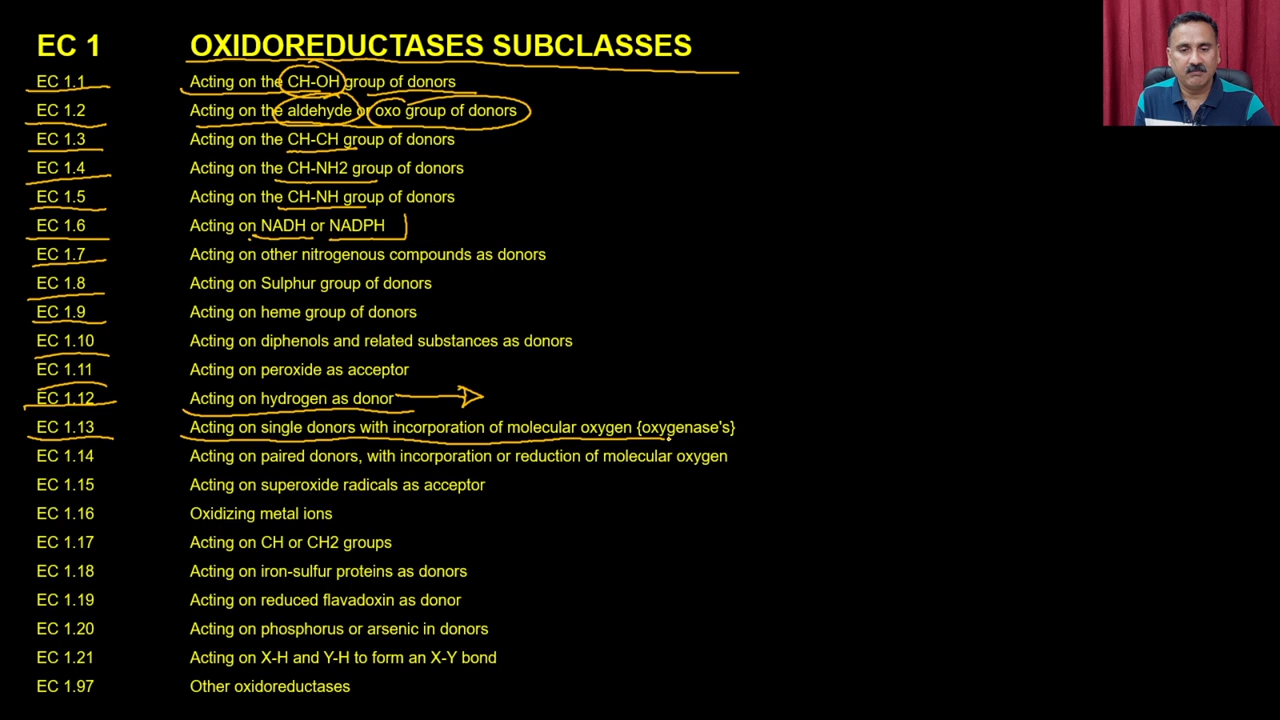 EC 1 OXIDOREDUCTASES SUBCLASSES
EC 1.1 Acting on the CH-OH group of donors
EC 1.2 Acting on the aldehyde or oxo group of donors
EC 1.3 Acting on the CH-CH group of donors
EC 1.4 Acting on the CH-NH2 group of donors
EC 1.5 Acting on the CH-NH group of donors
EC 1.6 Acting on NADH or NADPH
EC 1.7 Acting on other nitrogenous compounds as donors
EC 1.8 Acting on Sulphur group of donors
EC 1.9 Acting on heme group of donors
EC 1.10 Acting on diphenols and related substances as donors
EC 1.11 Acting on peroxide as acceptor
EC 1.12 Acting on hydrogen as donor
EC 1.13 Acting on single donors with incorporation of molecular oxygen {oxygenase's}
EC 1.14 Acting on paired donors, with incorporation or reduction of molecular oxygen
EC 1.15 Acting on superoxide radicals as acceptor
EC 1.16 Oxidizing metal ions
EC 1.17 Acting on CH or CH2 groups
EC 1.18 Acting on iron-sulfur proteins as donors
EC 1.19 Acting on reduced flavadoxin as donor
EC 1.20 Acting on phosphorus or arsenic in donors
EC 1.21 Acting on X-H and Y-H to form an X-Y bond
EC 1.97 Other oxidoreductases